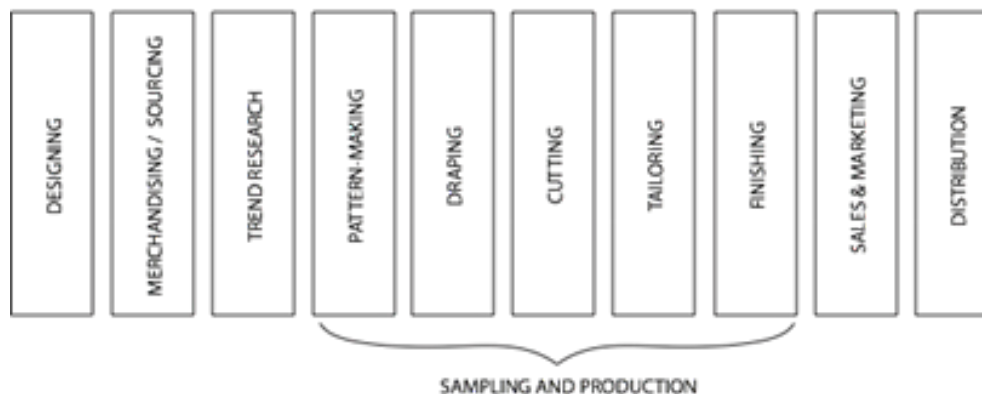 DESIGNING
MERCHANDISING / SOURCING
TREND RESEARCH
PATTERN-MAKING
DRAPING
CUTTING
TAILORING
FINISHING
SALES & MARKETING
DISTRIBUTION
SAMPLING AND PRODUCTION